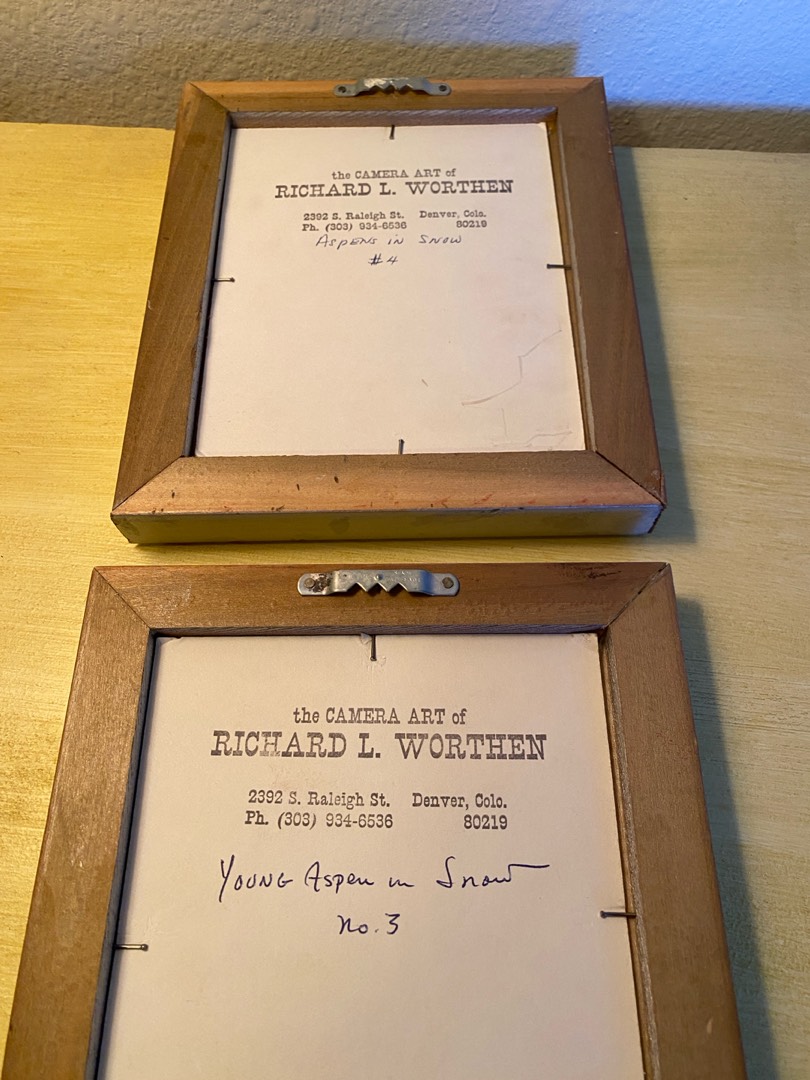 the CAMERA ART of
RICHARD L. WORTHEN
2392 S. Raleigh St. Denver, Colo.
Ph. (303) 934-6536 80219
ASPENS IN SNOW
#4
the CAMERA ART of
RICHARD L. WORTHEN
2392 S. Raleigh St. Denver, Colo.
Ph. (303) 934-6536 80219
YOUNG Aspen in Snow
no. 3